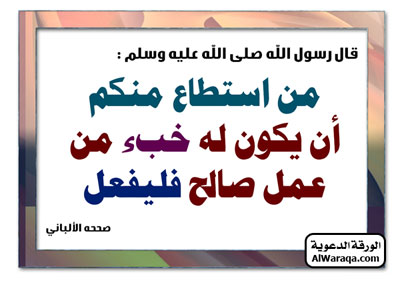 قال رسول الله صلى الله عليه وسلم :
من استطاع منكم
أن يكون له خبء من
عمل صالح فليفعل
صححه الألباني
الورقة الدعوية
AlWaraqa.com